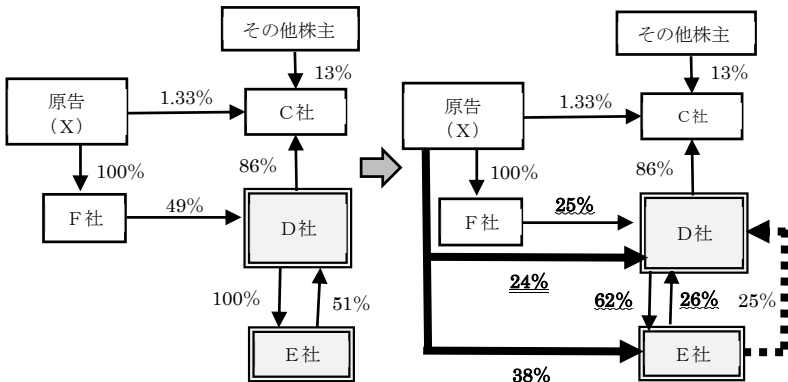 その他株主
13%
原告
（X）
1.33%
C社
100%
86%
F社
49%
D社
100%
51%
E社
その他株主
13%
原告
（X）
1.33%
C社
100%
86%
F社
25%
D社
24%
62%
26%
25%
E社
38%